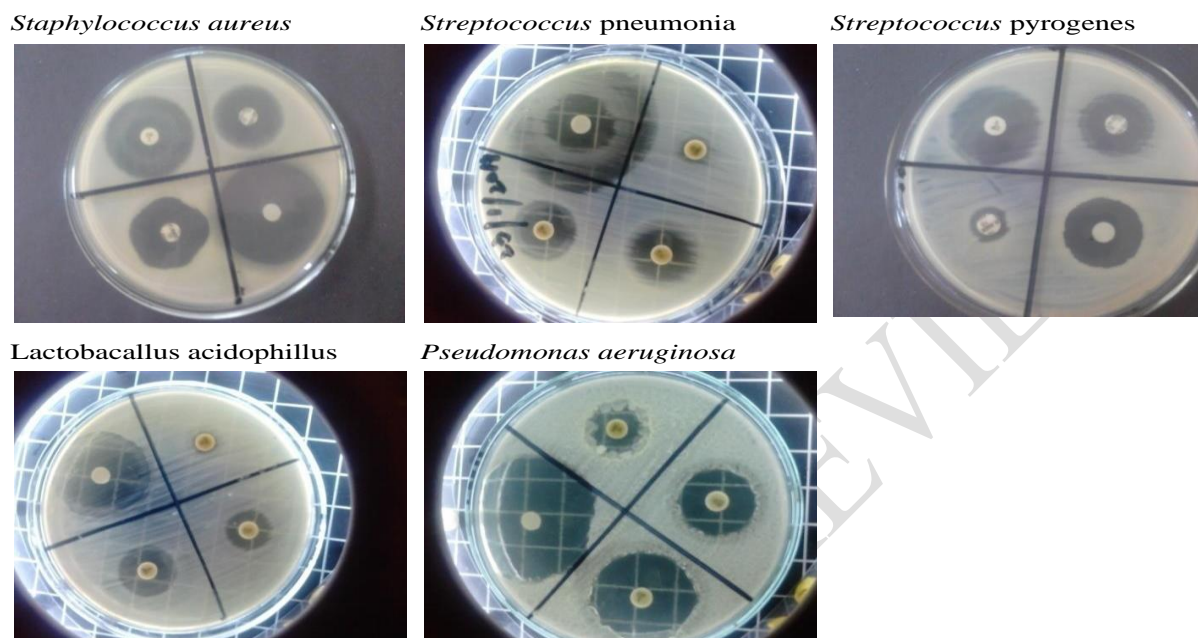 Staphylococcus aureus
Streptococcus pneumonia
Streptococcus pyrogenes
Lactobacallus acidophillus
Pseudomonas aeruginosa